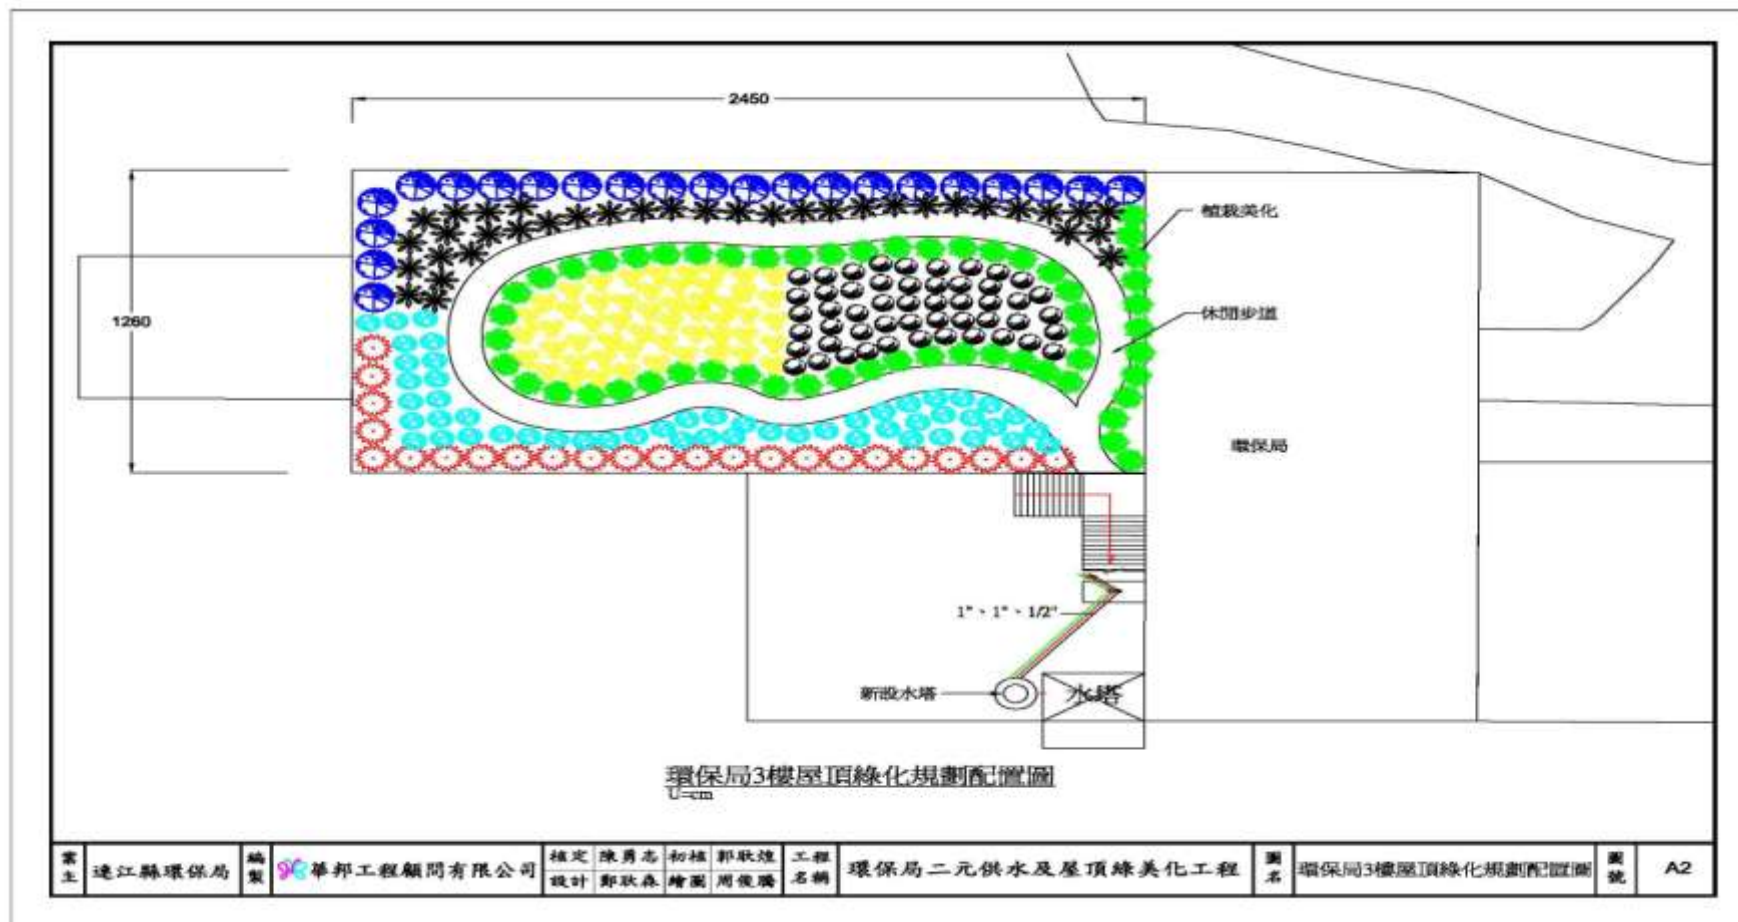 2450
植栽美化
1260
休閒步道
環保局
1"、1"、1/2"
新設水塔
水塔
環保局3樓屋頂綠化規劃配置圖
U=cm
業主
連江縣環保局
編製
華邦工程顧問有限公司
核定 陳勇志 初核
設計 繪圖 周俊騰
工程名稱
環保局二元供水及屋頂綠美化工程
圖名
環保局3樓屋頂綠化規劃配置圖
圖號
A2